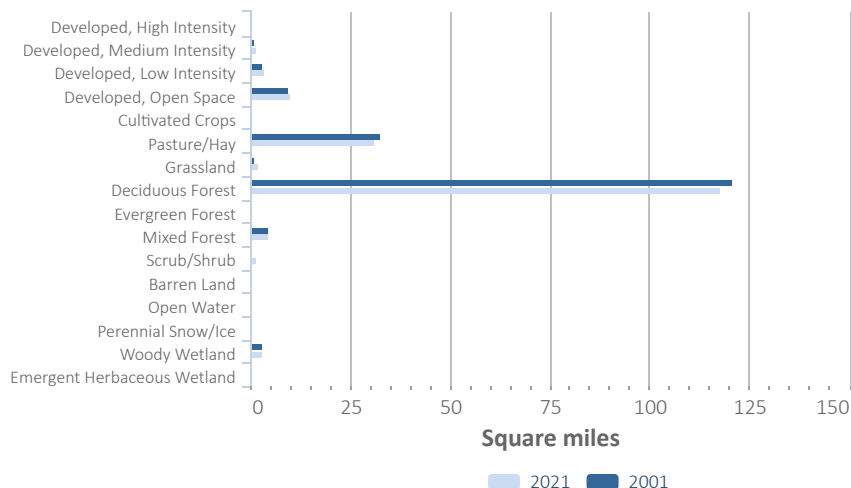 Developed, High Intensity
Developed, Medium Intensity
Developed, Low Intensity
Developed, Open Space
Cultivated Crops
Pasture/Hay
Grassland
Deciduous Forest
Evergreen Forest
Mixed Forest
Scrub/Shrub
Barren Land
Open Water
Perennial Snow/Ice
Woody Wetland
Emergent Herbaceous Wetland
0 25 50 75 100 125 150
Square miles
2021 2001